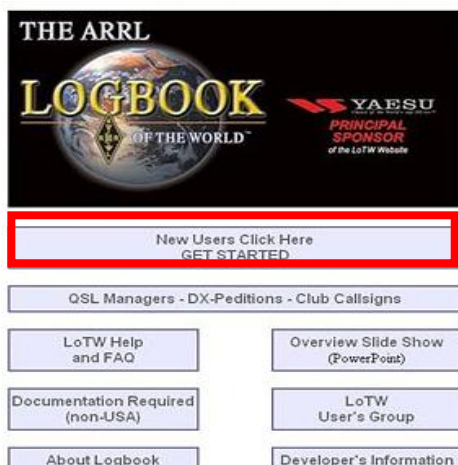 THE ARRL
LOGBOOK
OF THE WORLD™
YAESU
PRINCIPAL
SPONSOR
of the LoTW Website
New Users Click Here
GET STARTED
QSL Managers - DX-Peditions - Club Callsigns
LoTW Help
and FAQ
Overview Slide Show
(PowerPoint)
Documentation Required
(non-USA)
LoTW
User's Group
About Logbook
Developer's Information